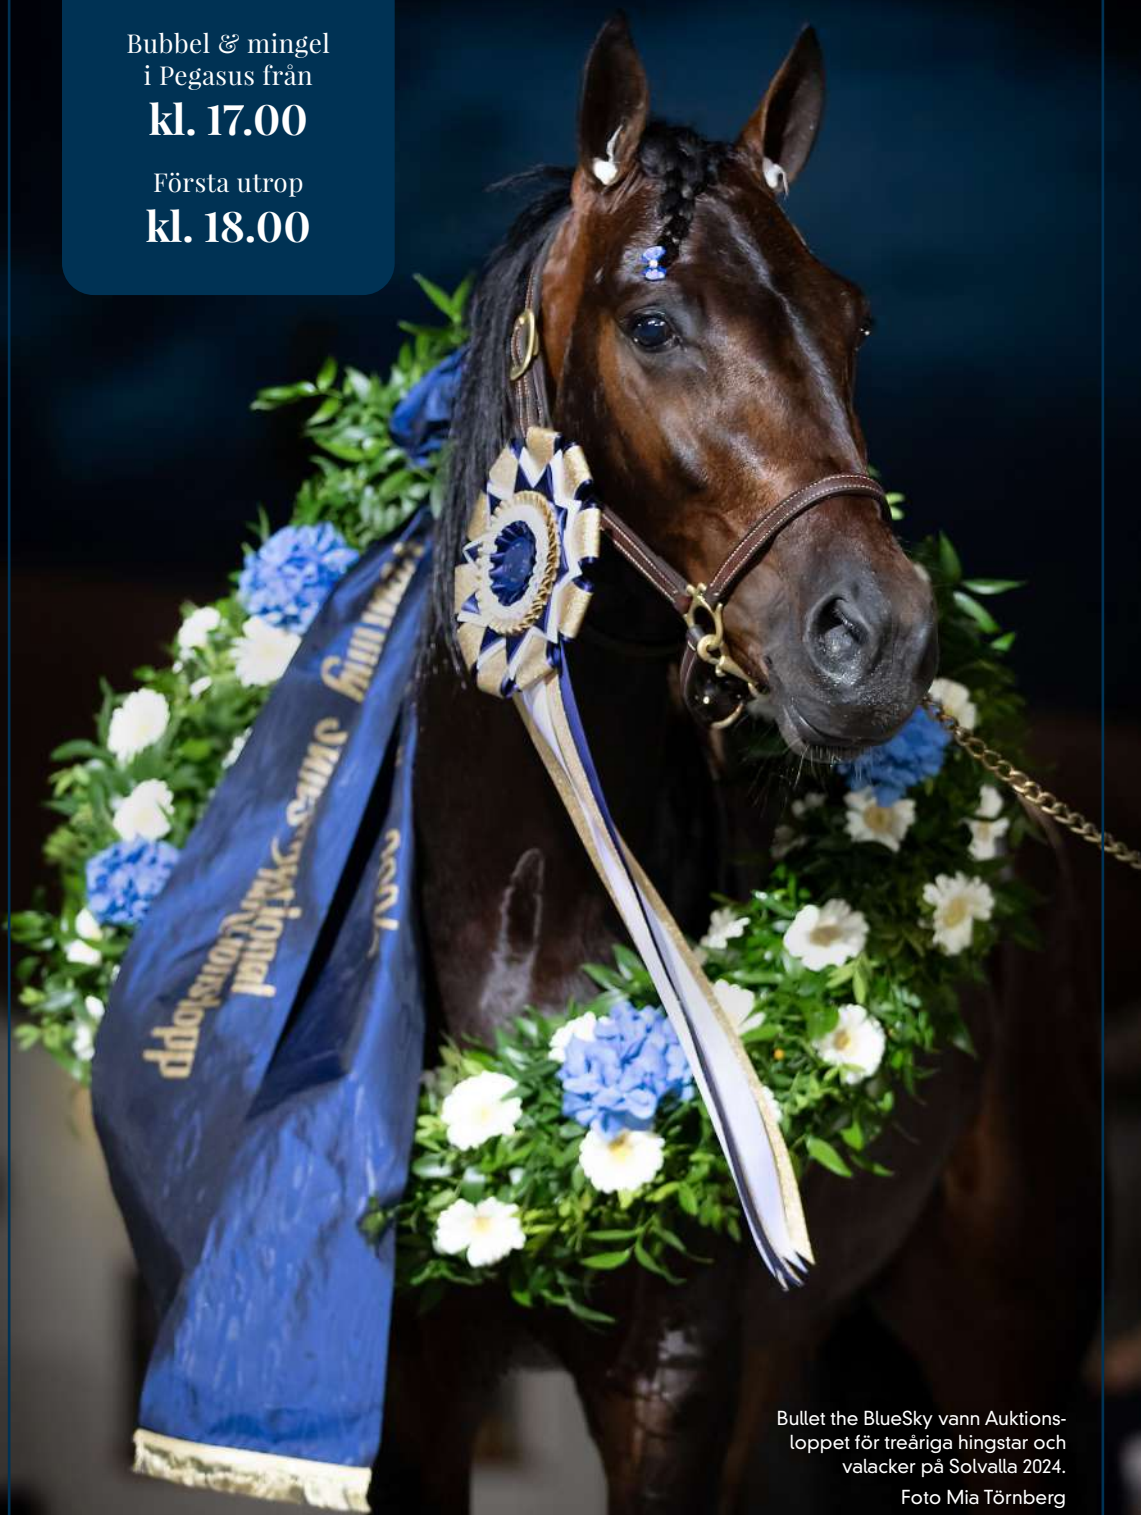 Bubbel & mingel
i Pegasus från
kl. 17.00
Första utrop
kl. 18.00
Bullet the BlueSky vann Auktions-
loppet för treåriga hingstar och
valacker på Solvalla 2024.
Foto Mia Törnberg